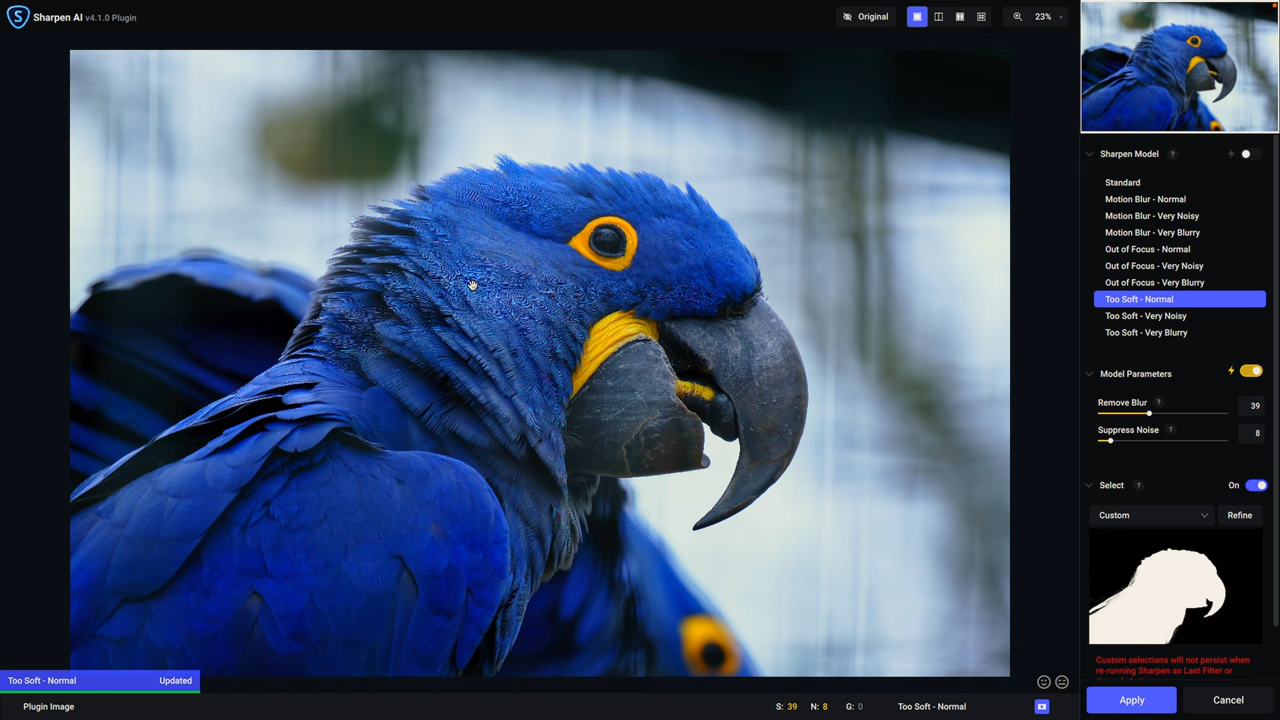 Sharpen AI v4.1.0 Plugin
Original
23%
Sharpen Model ?
Standard
Motion Blur - Normal
Motion Blur - Very Noisy
Motion Blur - Very Blurry
Out of Focus - Normal
Out of Focus - Very Noisy
Out of Focus - Very Blurry
Too Soft - Normal
Too Soft - Very Noisy
Too Soft - Very Blurry
Model Parameters
Remove Blur ? 39
Suppress Noise ? 8
Select ? On
Custom Refine
Custom selections will not persist when
re-running Sharpen as Last Filter or
Too Soft - Normal Updated
Apply Cancel
Plugin Image S: 39 N: 8 G: 0 Too Soft - Normal